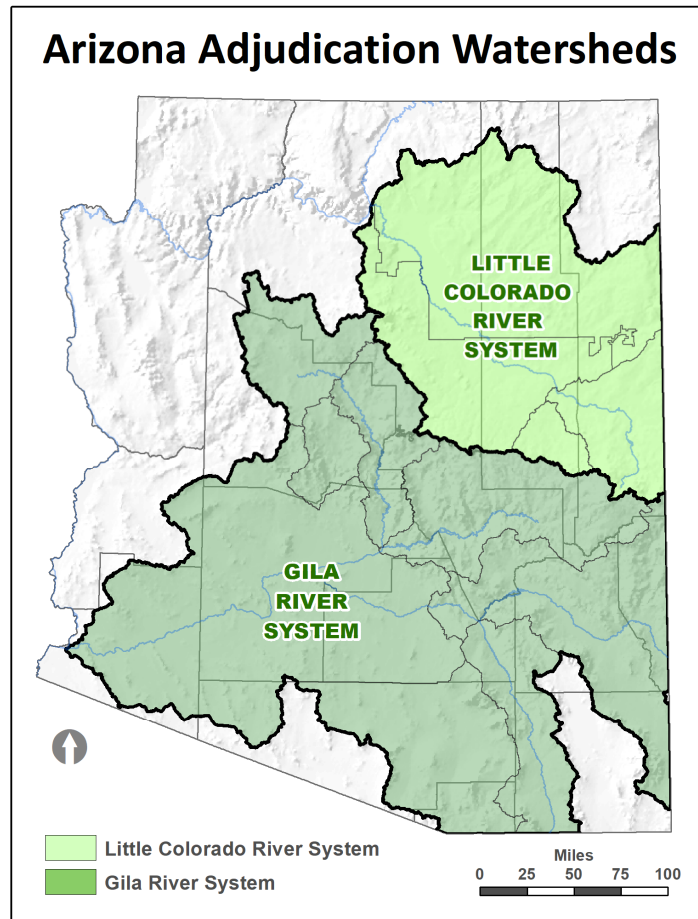 Arizona Adjudication Watersheds
LITTLE
COLORADO
RIVER
SYSTEM
GILA
RIVER
SYSTEM
Little Colorado River System
Gila River System
Miles
0 25 50 75 100